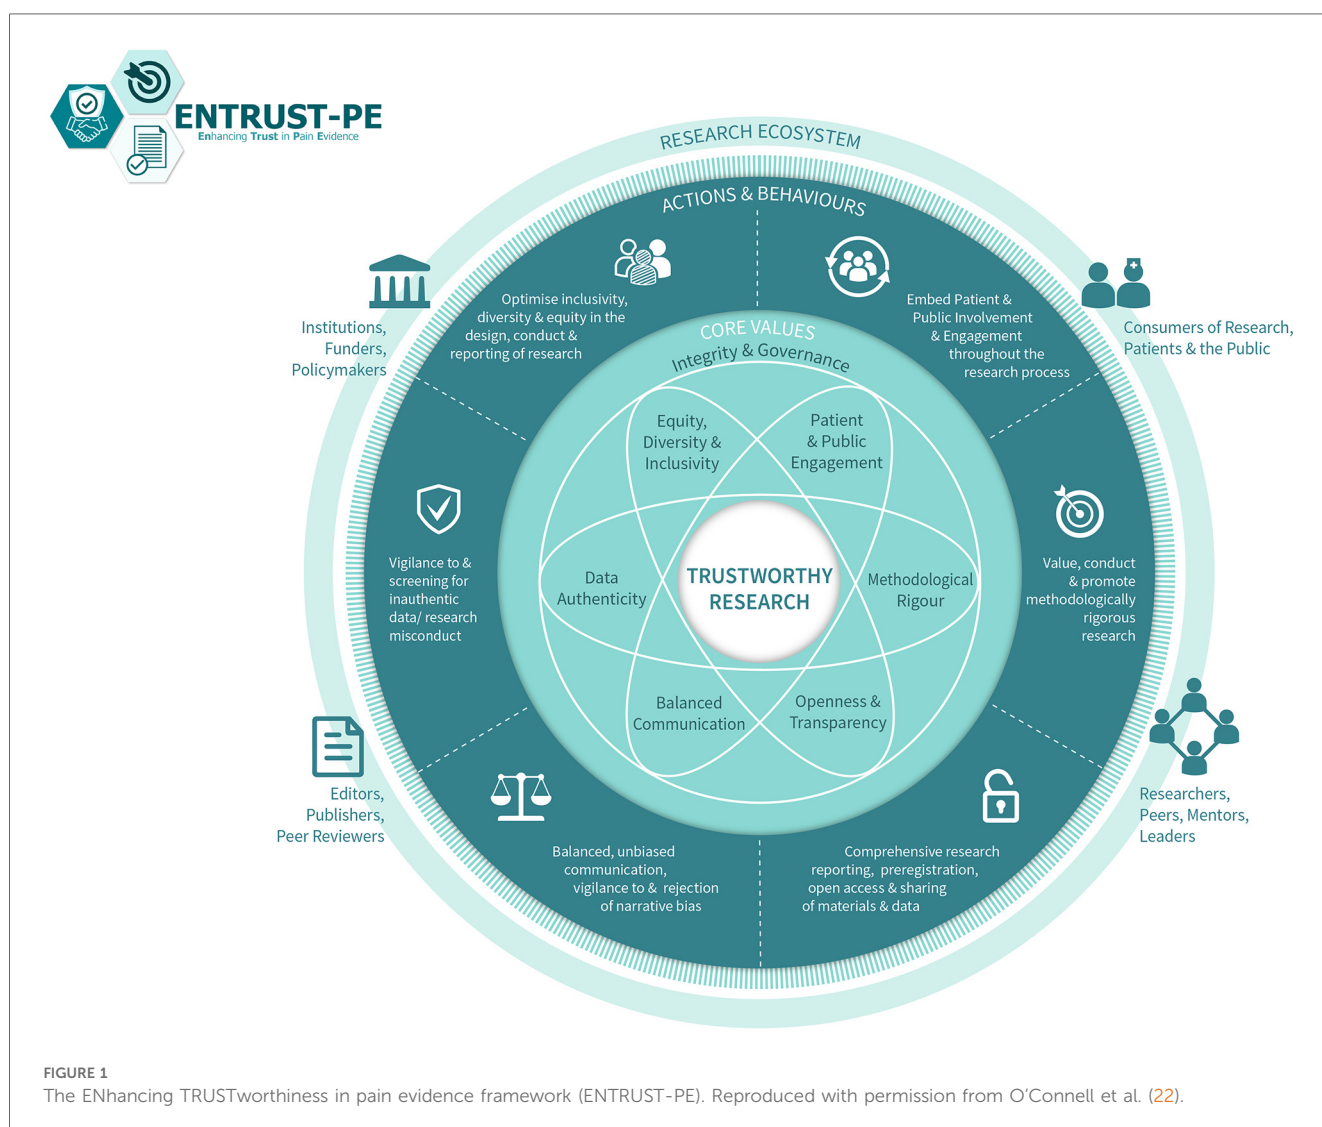 ENTRUST-PE
Enhancing Trust in Pain Evidence
RESEARCH ECOSYSTEM
ACTIONS & BEHAVIOURS
Optimise inclusivity,
diversity & equity in the
design, conduct &
reporting of research
Embed Patient &
Public Involvement
& Engagement
throughout the
research process
Institutions,
Funders,
Policymakers
Consumers of Research,
Patients & the Public
CORE VALUES
Integrity & Governance
Equity,
Diversity &
Inclusivity
Patient
& Public
Engagement
Vigilance to &
screening for
inauthentic
data/ research
misconduct
Data
Authenticity
TRUSTWORTHY
RESEARCH
Methodological
Rigour
Value, conduct
& promote
methodologically
rigorous
research
Balanced
Communication
Openness &
Transparency
Editors,
Publishers,
Peer Reviewers
Researchers,
Peers, Mentors,
Leaders
Balanced, unbiased
communication,
vigilance to & rejection
of narrative bias
Comprehensive research
reporting, preregistration,
open access & sharing
of materials & data
FIGURE 1
The ENhancing TRUSTworthiness in pain evidence framework (ENTRUST-PE). Reproduced with permission from O'Connell et al. (22).